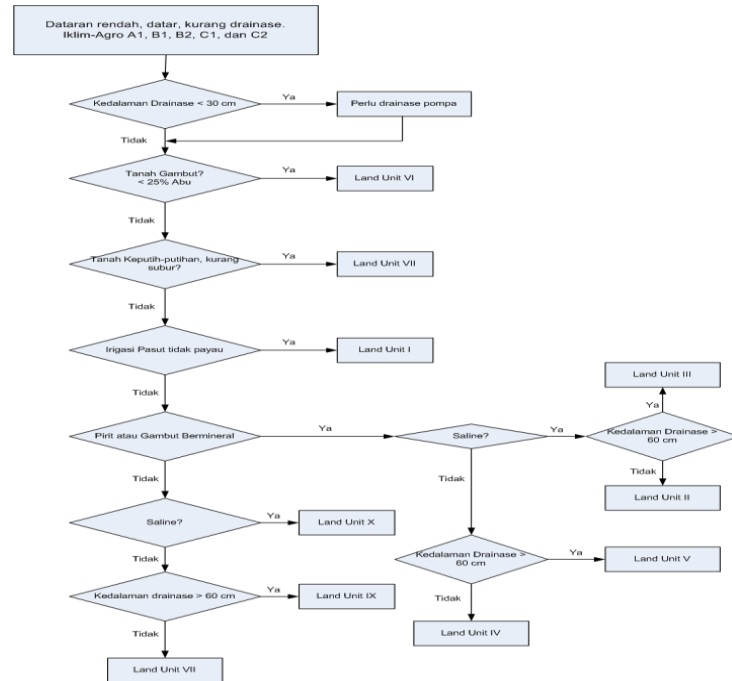 Dataran rendah, datar, kurang drainase.
Iklim-Agro A1, B1, B2, C1, dan C2
Kedalaman Drainase < 30 cm
Ya
Perlu drainase pompa
Tidak
Tanah Gambut?
< 25% Abu
Ya
Land Unit VI
Tidak
Tanah Keputih-putihan, kurang
subur?
Ya
Land Unit VII
Tidak
Irigasi Pasut tidak payau
Ya
Land Unit I
Tidak
Pirit atau Gambut Bermineral
Ya
Saline?
Ya
Kedalaman Drainase >
60 cm
Ya
Land Unit III
Tidak
Land Unit II
Tidak
Kedalaman Drainase >
60 cm
Ya
Land Unit V
Tidak
Land Unit IV
Tidak
Saline?
Ya
Land Unit X
Tidak
Kedalaman drainase > 60 cm
Ya
Land Unit IX
Tidak
Land Unit VII